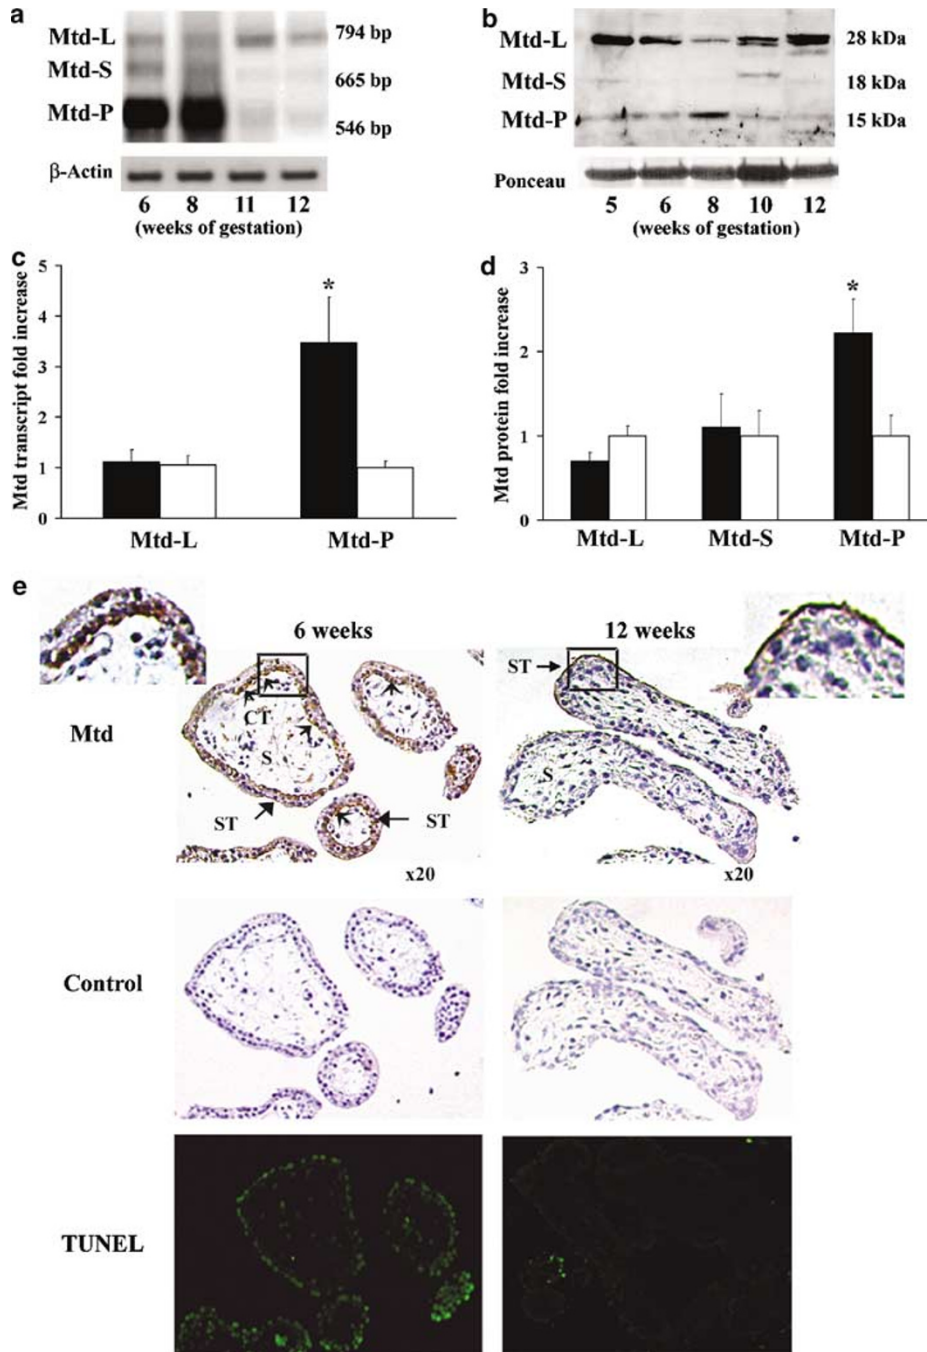 a
Mtd-L
Mtd-S
Mtd-P
794 bp
665 bp
546 bp
β-Actin
6 8 11 12
(weeks of gestation)
b
Mtd-L
Mtd-S
Mtd-P
28 kDa
18 kDa
15 kDa
Ponceau
5 6 8 10 12
(weeks of gestation)
c
Mtd transcript fold increase
5
4
3
2
1
0
*
Mtd-L Mtd-P
d
Mtd protein fold increase
3
2
1
0
*
Mtd-L Mtd-S Mtd-P
e
6 weeks 12 weeks
Mtd
CT
S
ST
ST
x20
ST
S
x20
Control
TUNEL